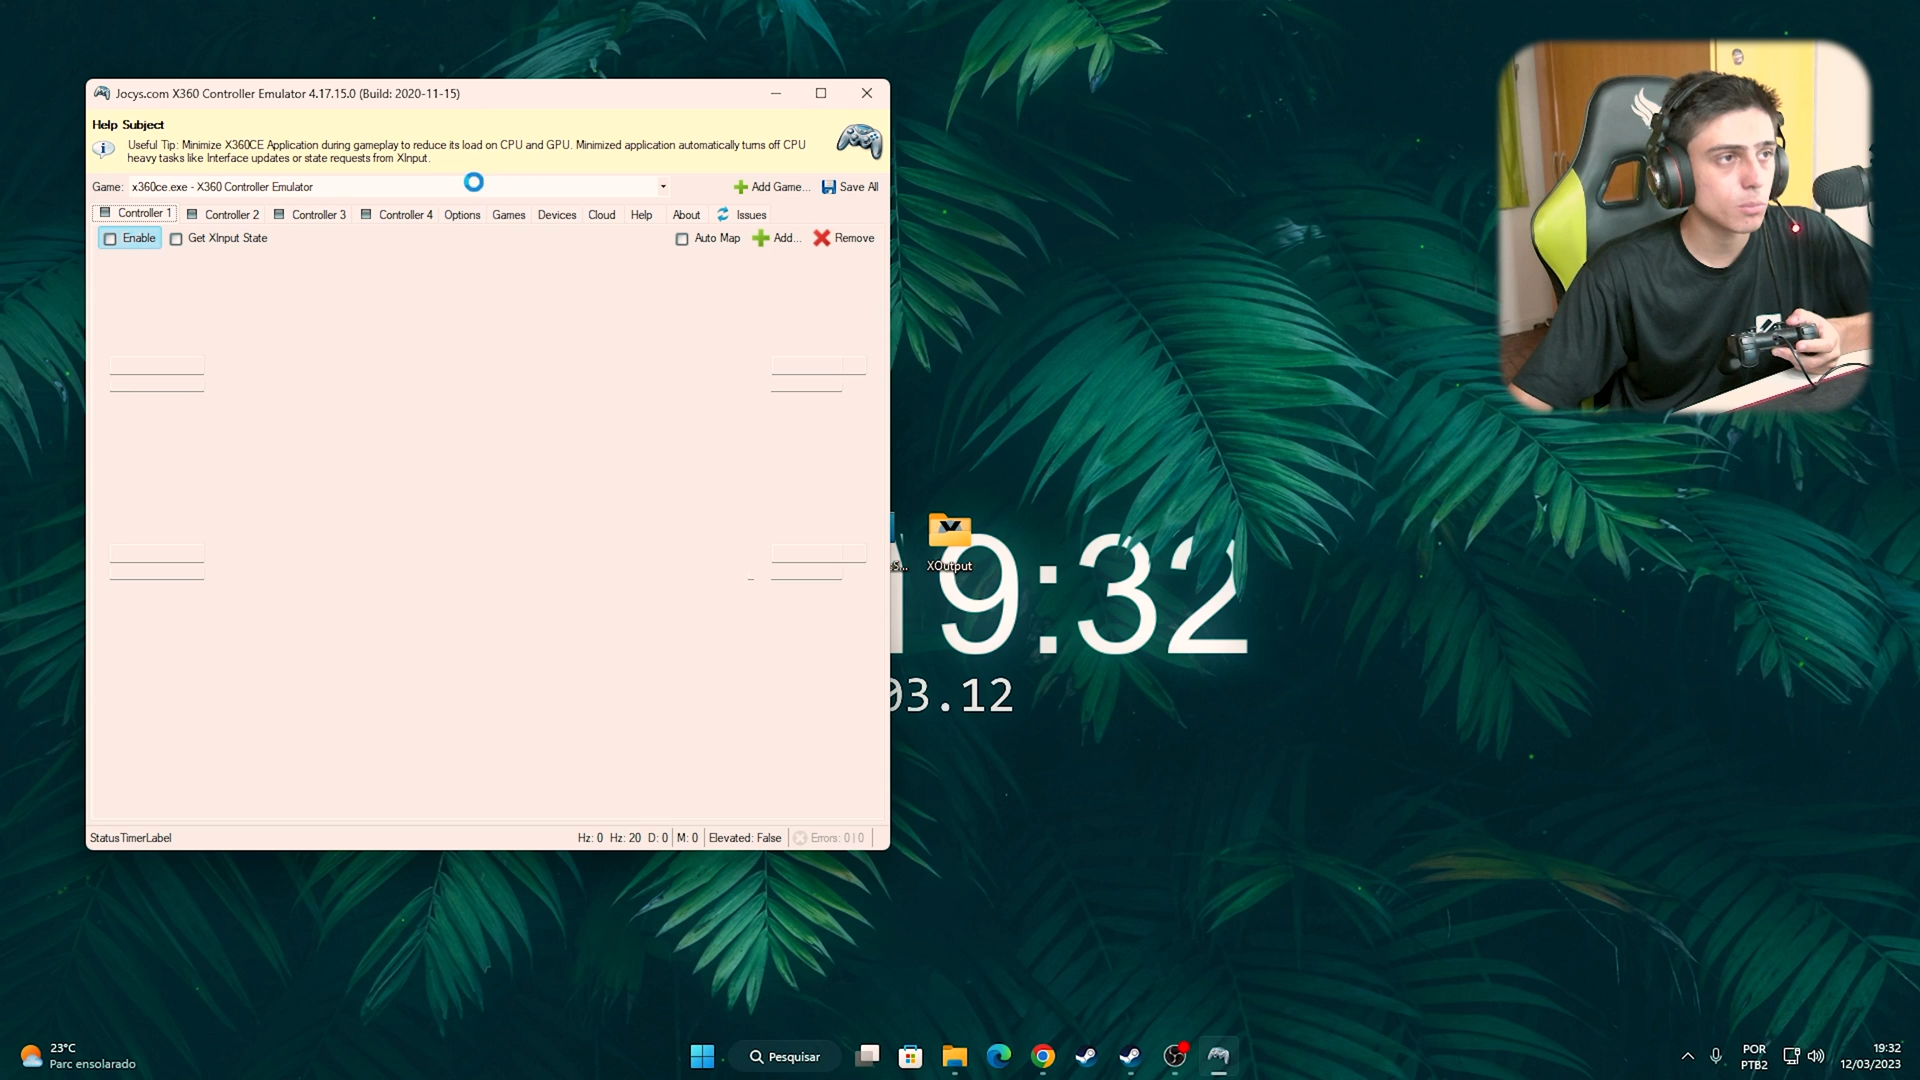 Jocys.com X360 Controller Emulator 4.17.15.0 (Build: 2020-11-15)
Help Subject
Useful Tip: Minimize X360CE Application during gameplay to reduce its load on CPU and GPU. Minimized application automatically turns off CPU
heavy tasks like Interface updates or state requests from XInput.
Game: x360ce.exe - X360 Controller Emulator Add Game... Save All
Controller 1 Controller 2 Controller 3 Controller 4 Options Games Devices Cloud Help About Issues
Enable Get XInput State Auto Map Add... Remove
XOutput
19:32
03.12
StatusTimerLabel Hz: 0 Hz: 20 D: 0 M: 0 Elevated: False Errors: 0 | 0
23°C
Parc ensolarado
Pesquisar
POR
PTB2
19:32
12/03/2023